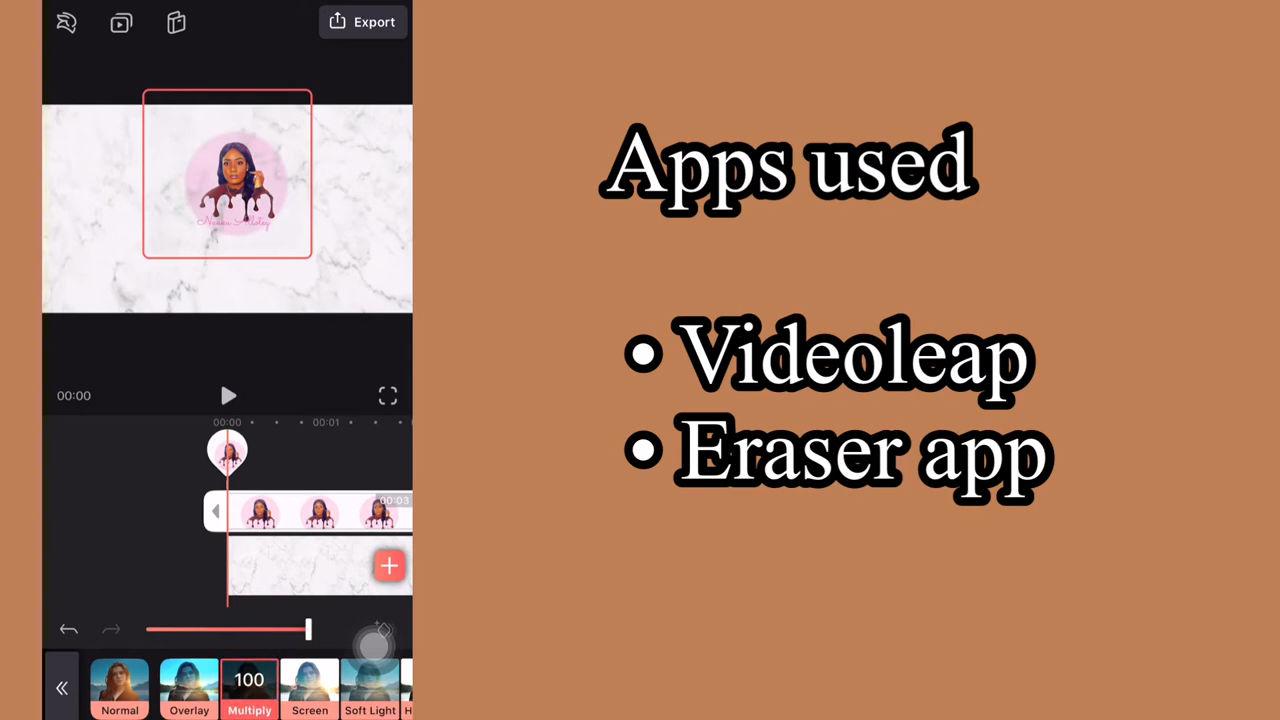 Export
00:00
00:00
00:01
00:03
100
Normal
Overlay
Multiply
Screen
Soft Light
H
Apps used
• Videoleap
• Eraser app